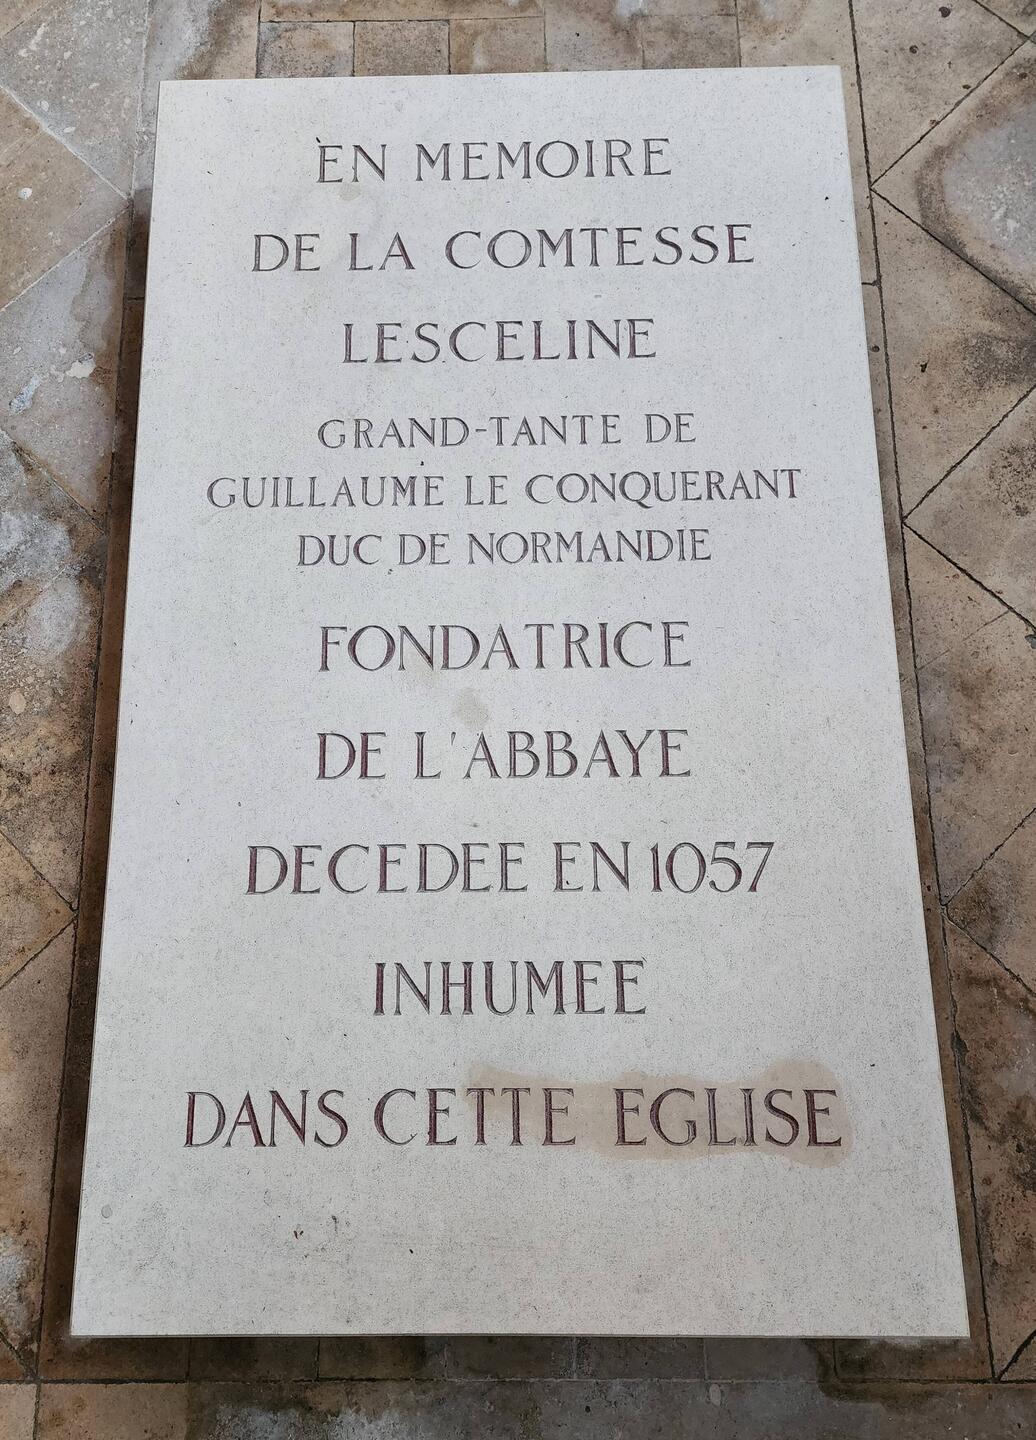 EN MEMOIRE
DE LA COMTESSE
LESCELINE
GRAND-TANTE DE
GUILLAUME LE CONQUERANT
DUC DE NORMANDIE
FONDATRICE
DE L'ABBAYE
DECEDEE EN 1057
INHUMEE
DANS CETTE EGLISE